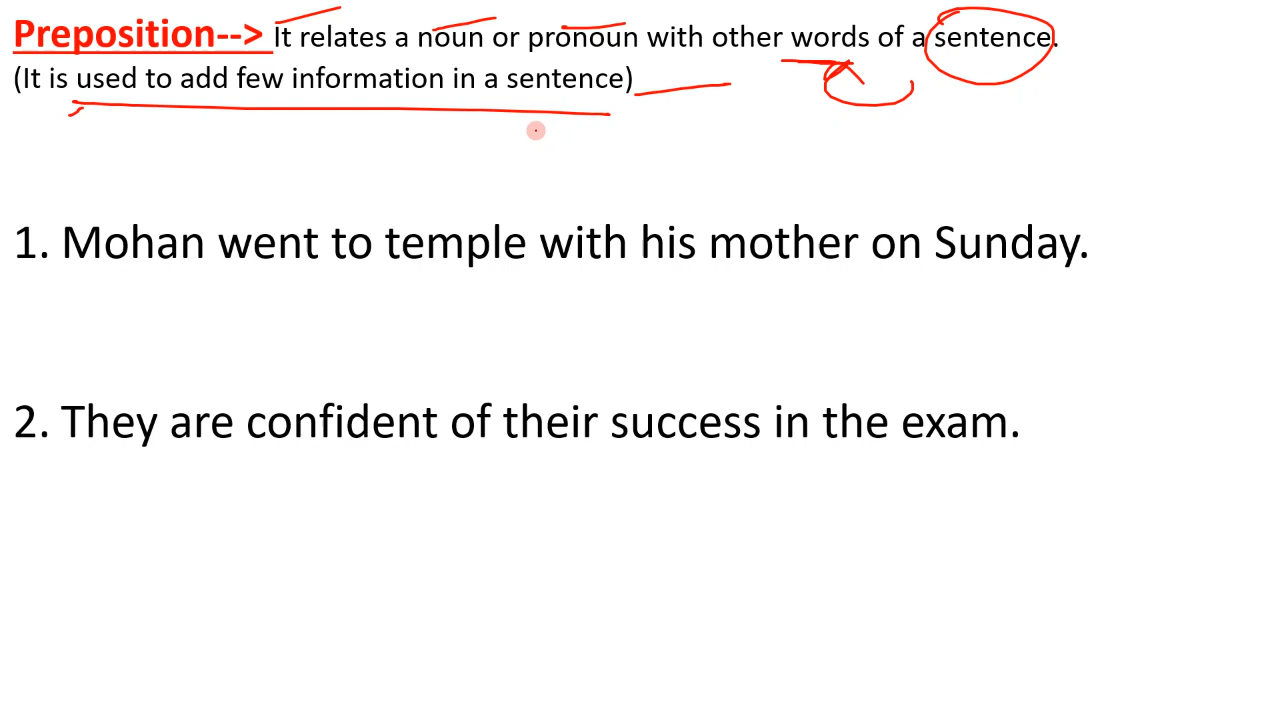 Preposition--> It relates a noun or pronoun with other words of a sentence.
(It is used to add few information in a sentence)
1. Mohan went to temple with his mother on Sunday.
2. They are confident of their success in the exam.